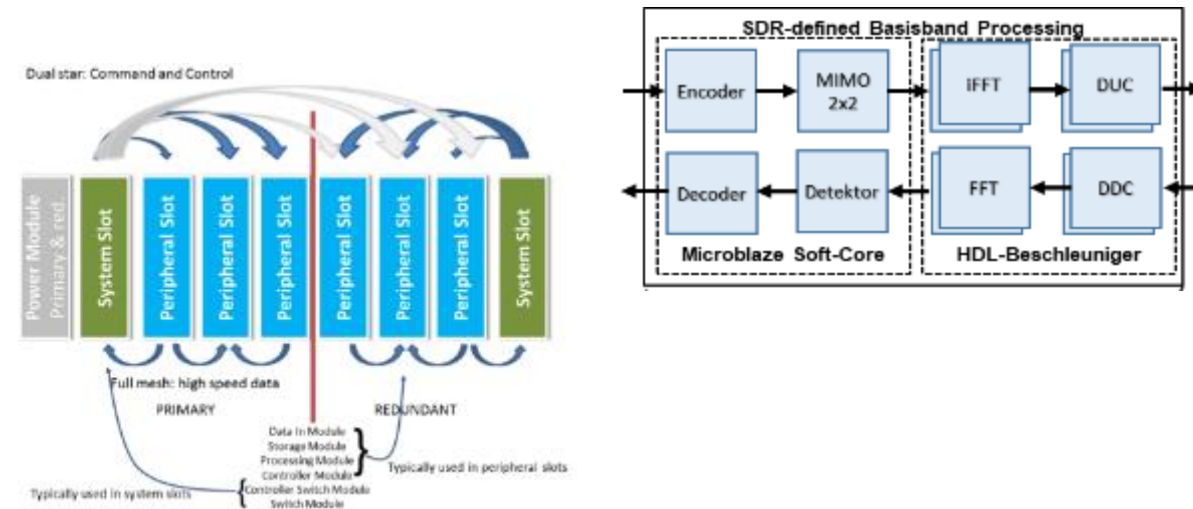 Dual star: Command and Control
Power Module
Primary & red.
System Slot
Peripheral Slot
Peripheral Slot
Peripheral Slot
Peripheral Slot
Peripheral Slot
Peripheral Slot
System Slot
Full mesh: high speed data
PRIMARY
REDUNDANT
Data In Module
Storage Module
Processing Module
Controller Module
Controller Switch Module
Switch Module
Typically used in peripheral slots
Typically used in system slots
SDR-defined Basisband Processing
Encoder
MIMO
2x2
iFFT
DUC
Decoder
Detektor
FFT
DDC
Microblaze Soft-Core
HDL-Beschleuniger